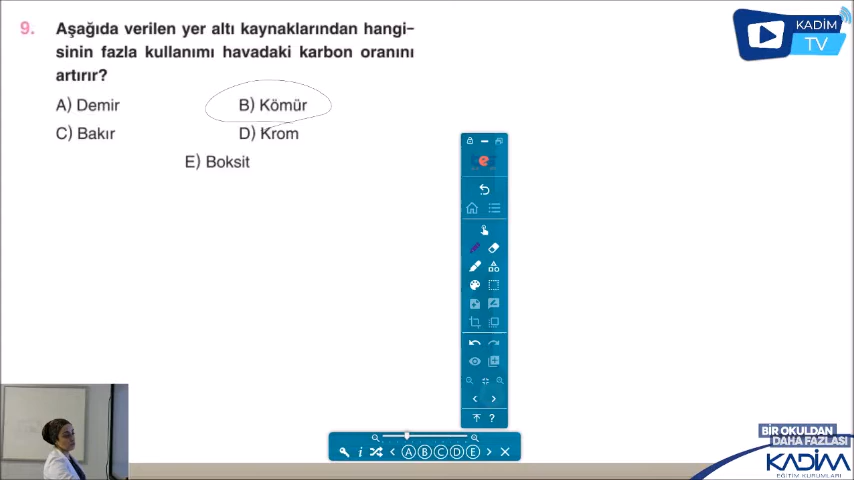 9. Aşağıda verilen yer altı kaynaklarından hangi-
sinin fazla kullanımı havadaki karbon oranını
artırır?
A) Demir
B) Kömür
C) Bakır
D) Krom
E) Boksit
KADİM
TV
A B C D E
BİR OKULDAN
DAHA FAZLASI
KADİM
EĞİTİM KURUMLARI